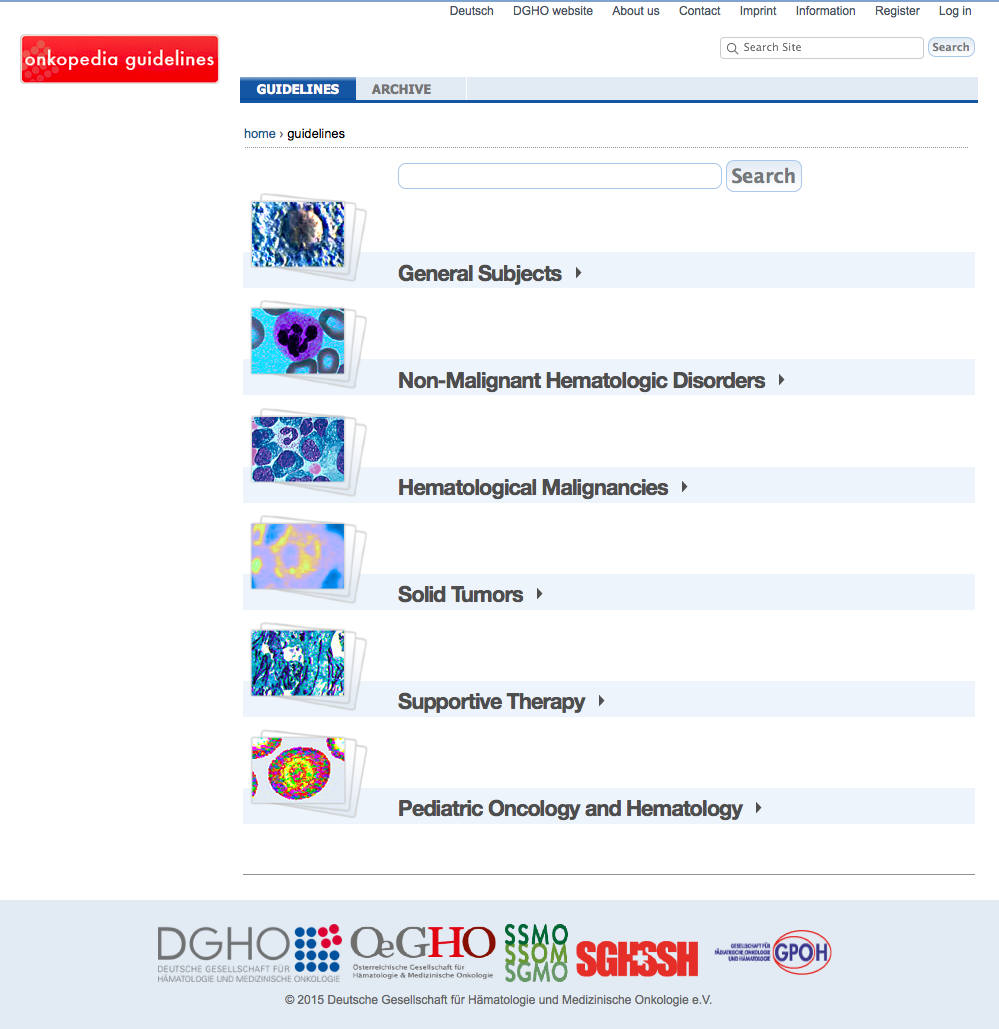 Deutsch DGHO website About us Contact Imprint Information Register Log in
Search Site Search
onkopedia guidelines
GUIDELINES ARCHIVE
home › guidelines
Search
General Subjects
Non-Malignant Hematologic Disorders
Hematological Malignancies
Solid Tumors
Supportive Therapy
Pediatric Oncology and Hematology
DGHO
DEUTSCHE GESELLSCHAFT FÜR
HÄMATOLOGIE UND MEDIZINISCHE ONKOLOGIE
OeGHO
Österreichische Gesellschaft für
Hämatologie & Medizinische Onkologie
SSMO
SSOM
SGMO
SGH+SSH
GESELLSCHAFT FÜR
PÄDIATRISCHE ONKOLOGIE
UND HÄMATOLOGIE
GPOH
© 2015 Deutsche Gesellschaft für Hämatologie und Medizinische Onkologie e.V.